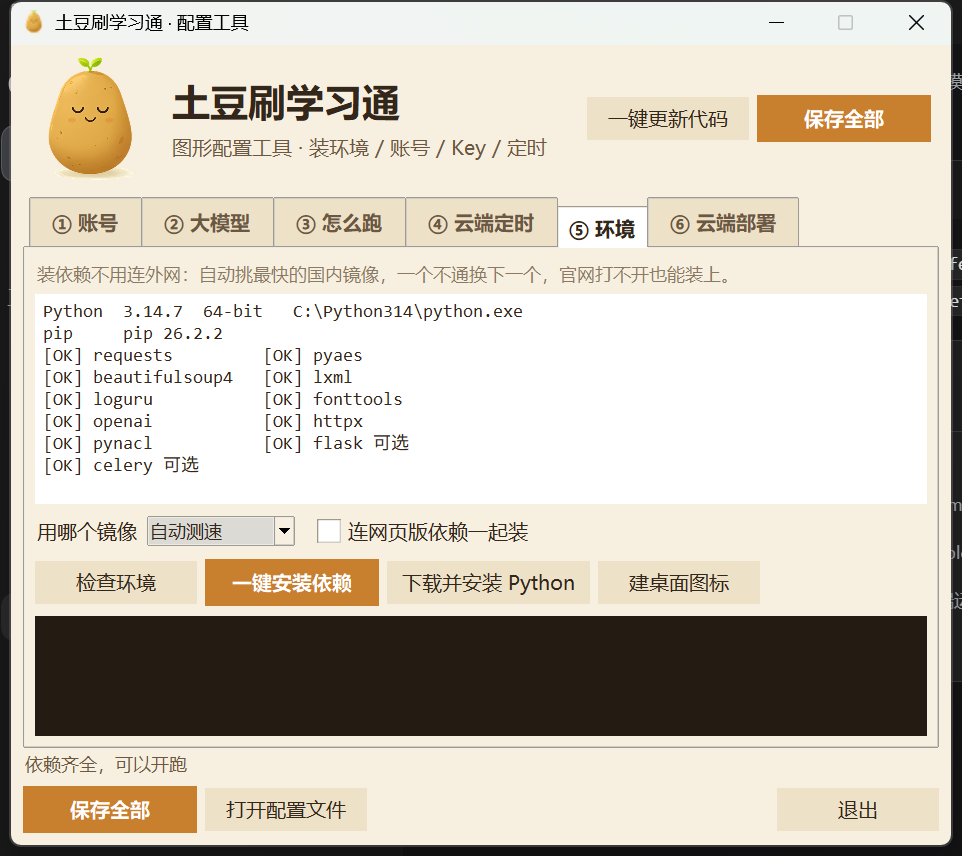 土豆刷学习通 · 配置工具
土豆刷学习通
图形配置工具 · 装环境 / 账号 / Key / 定时
一键更新代码
保存全部
① 账号
② 大模型
③ 怎么跑
④ 云端定时
⑤ 环境
⑥ 云端部署
装依赖不用连外网：自动挑最快的国内镜像，一个不通换下一个，官网打不开也能装上。
Python 3.14.7 64-bit C:\Python314\python.exe
pip pip 26.2.2
[OK] requests [OK] pyaes
[OK] beautifulsoup4 [OK] lxml
[OK] loguru [OK] fonttools
[OK] openai [OK] httpx
[OK] pynacl [OK] flask 可选
[OK] celery 可选
用哪个镜像 自动测速 连网页版依赖一起装
检查环境 一键安装依赖 下载并安装 Python 建桌面图标
依赖齐全，可以开跑
保存全部 打开配置文件 退出